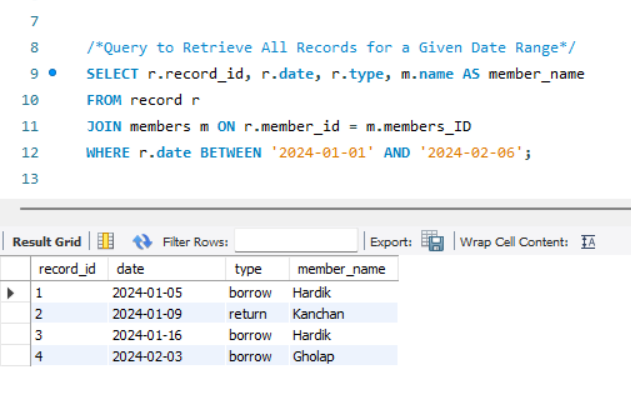 7
8 /*Query to Retrieve All Records for a Given Date Range*/
9 SELECT r.record_id, r.date, r.type, m.name AS member_name
10 FROM record r
11 JOIN members m ON r.member_id = m.members_ID
12 WHERE r.date BETWEEN '2024-01-01' AND '2024-02-06';
13
Result Grid Filter Rows: Export: Wrap Cell Content: IA
record_id date type member_name
1 2024-01-05 borrow Hardik
2 2024-01-09 return Kanchan
3 2024-01-16 borrow Hardik
4 2024-02-03 borrow Gholap